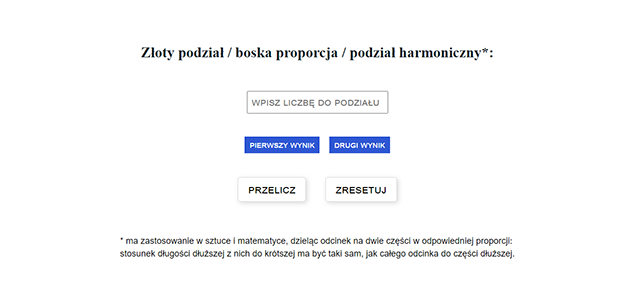 Złoty podział / boska proporcja / podział harmoniczny*:
WPISZ LICZBĘ DO PODZIAŁU
PIERWSZY WYNIK DRUGI WYNIK
PRZELICZ ZRESETUJ
* ma zastosowanie w sztuce i matematyce, dzieląc odcinek na dwie części w odpowiedniej proporcji:
stosunek długości dłuższej z nich do krótszej ma być taki sam, jak całego odcinka do części dłuższej.